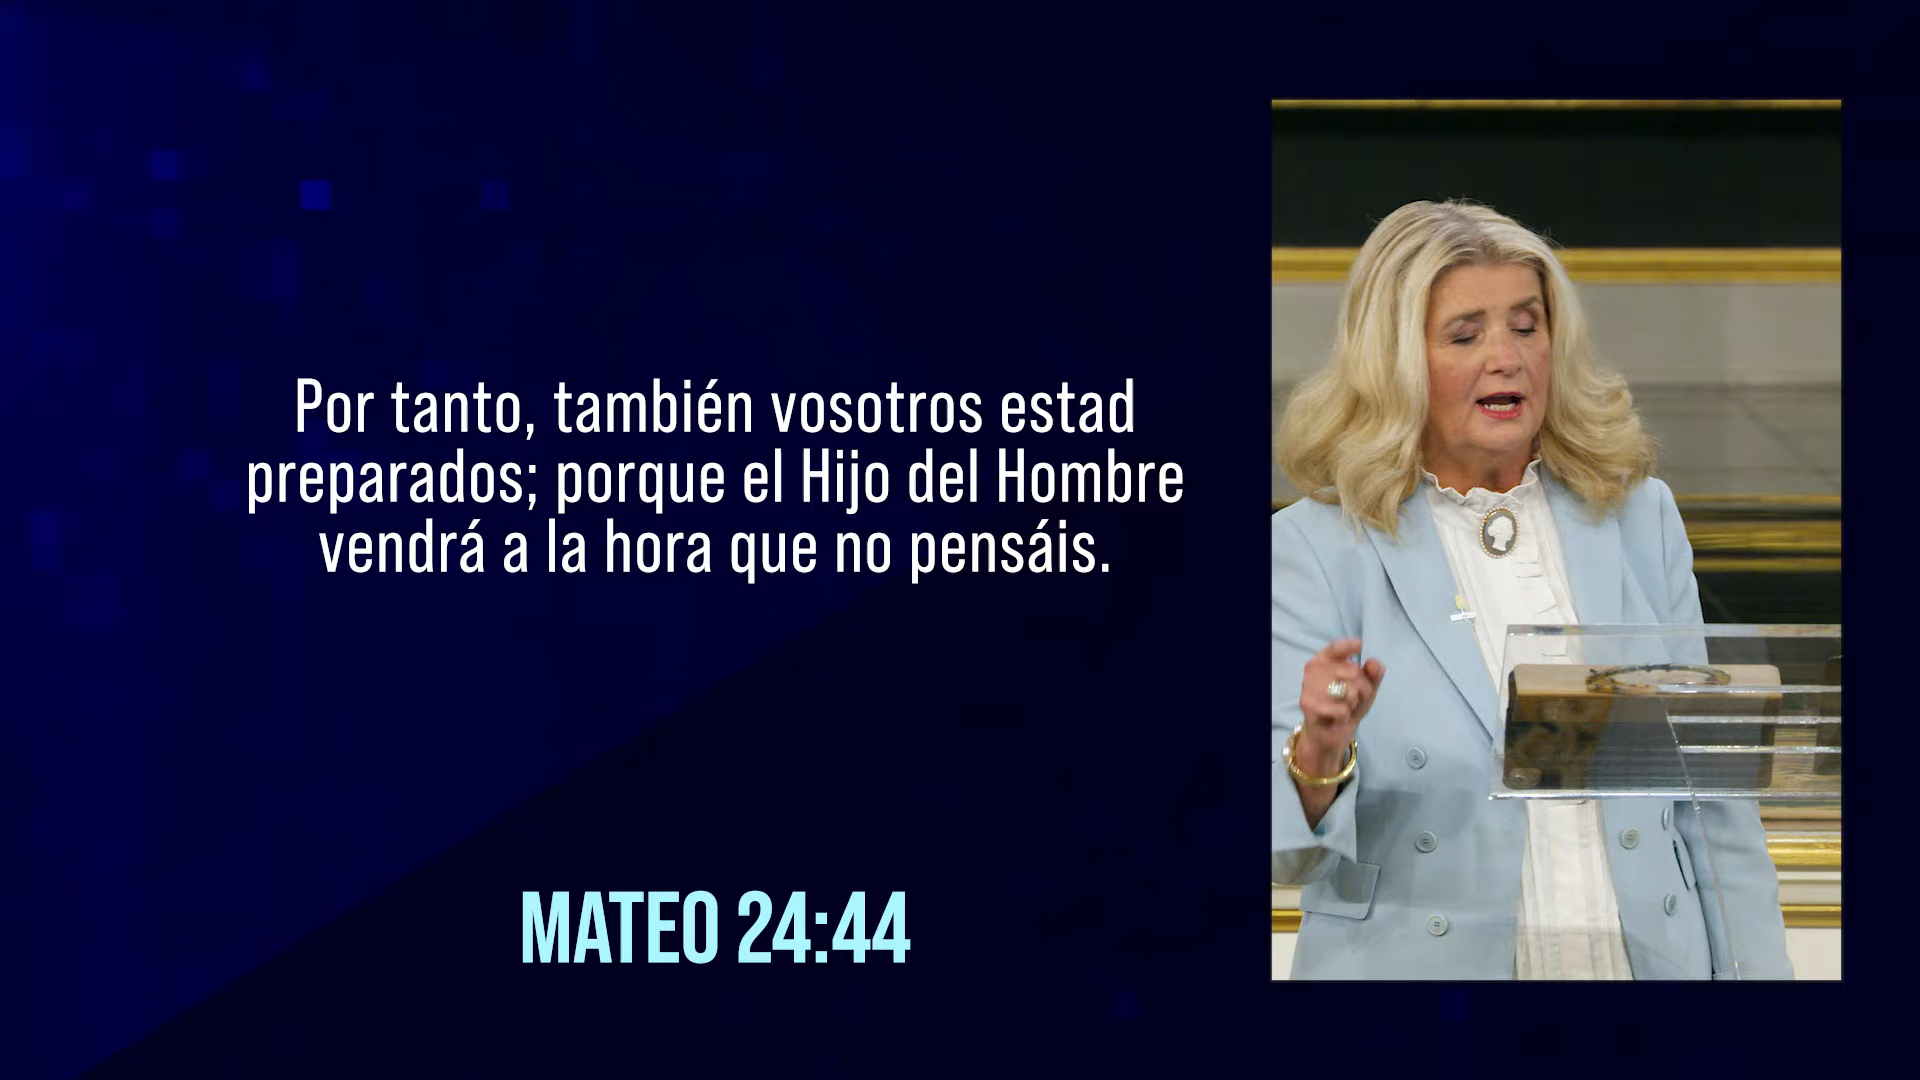 Por tanto, también vosotros estad
preparados; porque el Hijo del Hombre
vendrá a la hora que no pensáis.
MATEO 24:44